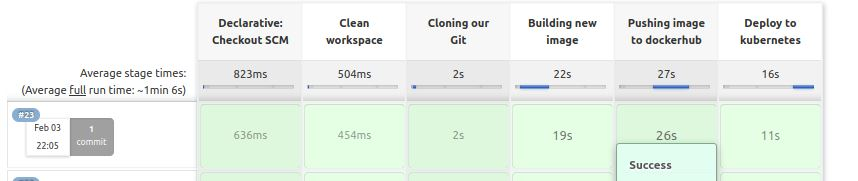 Declarative: Checkout SCM
Clean workspace
Cloning our Git
Building new image
Pushing image to dockerhub
Deploy to kubernetes
Average stage times:
823ms 504ms 2s 22s 27s 16s
(Average full run time: ~1min 6s)
#23
Feb 03
22:05
1
commit
636ms 454ms 2s 19s 26s 11s
Success